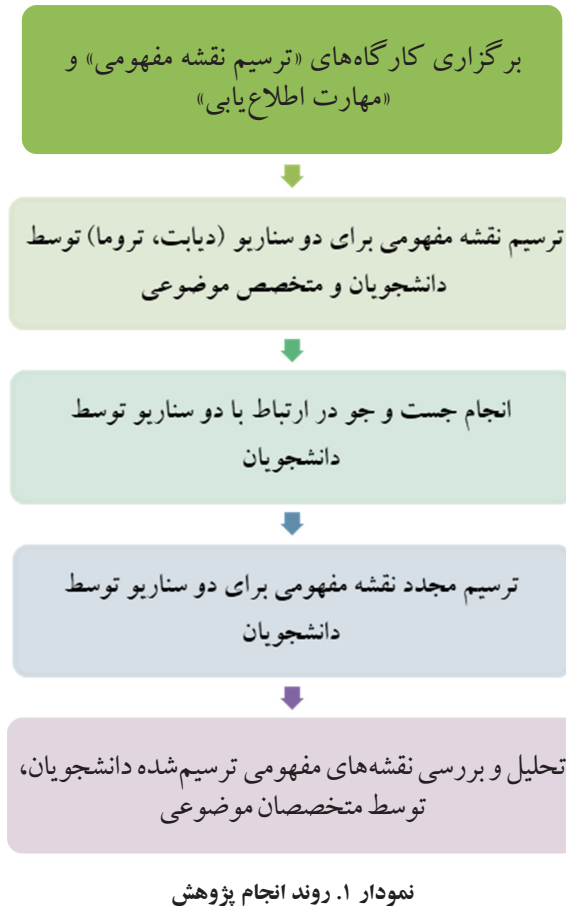 برگزاری کارگاه‌های «ترسیم نقشه مفهومی» و
«مهارت اطلاع‌یابی»
ترسیم نقشه مفهومی برای دو سناریو (دیابت، تروما) توسط
دانشجویان و متخصص موضوعی
انجام جست و جو در ارتباط با دو سناریو توسط
دانشجویان
ترسیم مجدد نقشه مفهومی برای دو سناریو توسط
دانشجویان
تحلیل و بررسی نقشه‌های مفهومی ترسیم‌شده دانشجویان،
توسط متخصصان موضوعی
نمودار ۱. روند انجام پژوهش